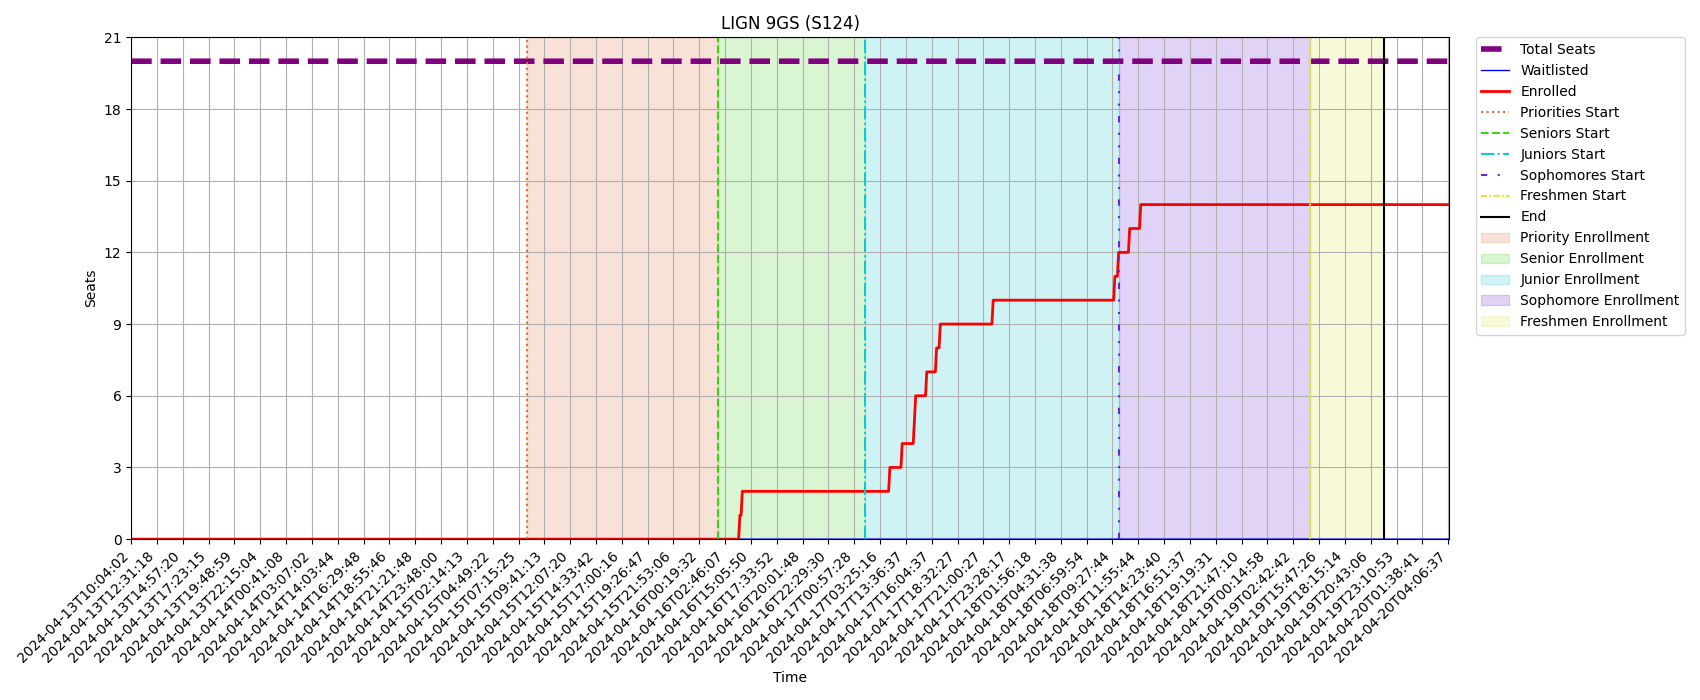 LIGN 9GS (S124)
21
18
15
12
9
6
3
0
Seats
2024-04-13T10:04:02
2024-04-13T12:31:18
2024-04-13T14:57:20
2024-04-13T17:23:15
2024-04-13T19:48:59
2024-04-13T22:15:04
2024-04-14T00:41:08
2024-04-14T03:07:02
2024-04-14T14:03:44
2024-04-14T16:29:48
2024-04-14T18:55:46
2024-04-14T21:21:48
2024-04-14T23:48:00
2024-04-15T02:14:13
2024-04-15T04:49:22
2024-04-15T07:15:25
2024-04-15T09:41:13
2024-04-15T12:07:20
2024-04-15T14:33:42
2024-04-15T17:00:16
2024-04-15T19:26:47
2024-04-15T21:53:06
2024-04-16T00:19:32
2024-04-16T02:46:07
2024-04-16T15:05:50
2024-04-16T17:33:52
2024-04-16T20:01:48
2024-04-16T22:29:30
2024-04-17T00:57:28
2024-04-17T03:25:16
2024-04-17T13:36:37
2024-04-17T16:04:37
2024-04-17T18:32:27
2024-04-17T21:00:27
2024-04-17T23:28:17
2024-04-18T01:56:18
2024-04-18T04:31:38
2024-04-18T06:59:54
2024-04-18T09:27:44
2024-04-18T11:55:44
2024-04-18T14:23:40
2024-04-18T16:51:37
2024-04-18T19:19:31
2024-04-18T21:47:10
2024-04-19T00:14:58
2024-04-19T02:42:42
2024-04-19T15:47:26
2024-04-19T18:15:14
2024-04-19T20:43:06
2024-04-19T23:10:53
2024-04-20T01:38:41
2024-04-20T04:06:37
Time
Total Seats
Waitlisted
Enrolled
Priorities Start
Seniors Start
Juniors Start
Sophomores Start
Freshmen Start
End
Priority Enrollment
Senior Enrollment
Junior Enrollment
Sophomore Enrollment
Freshmen Enrollment